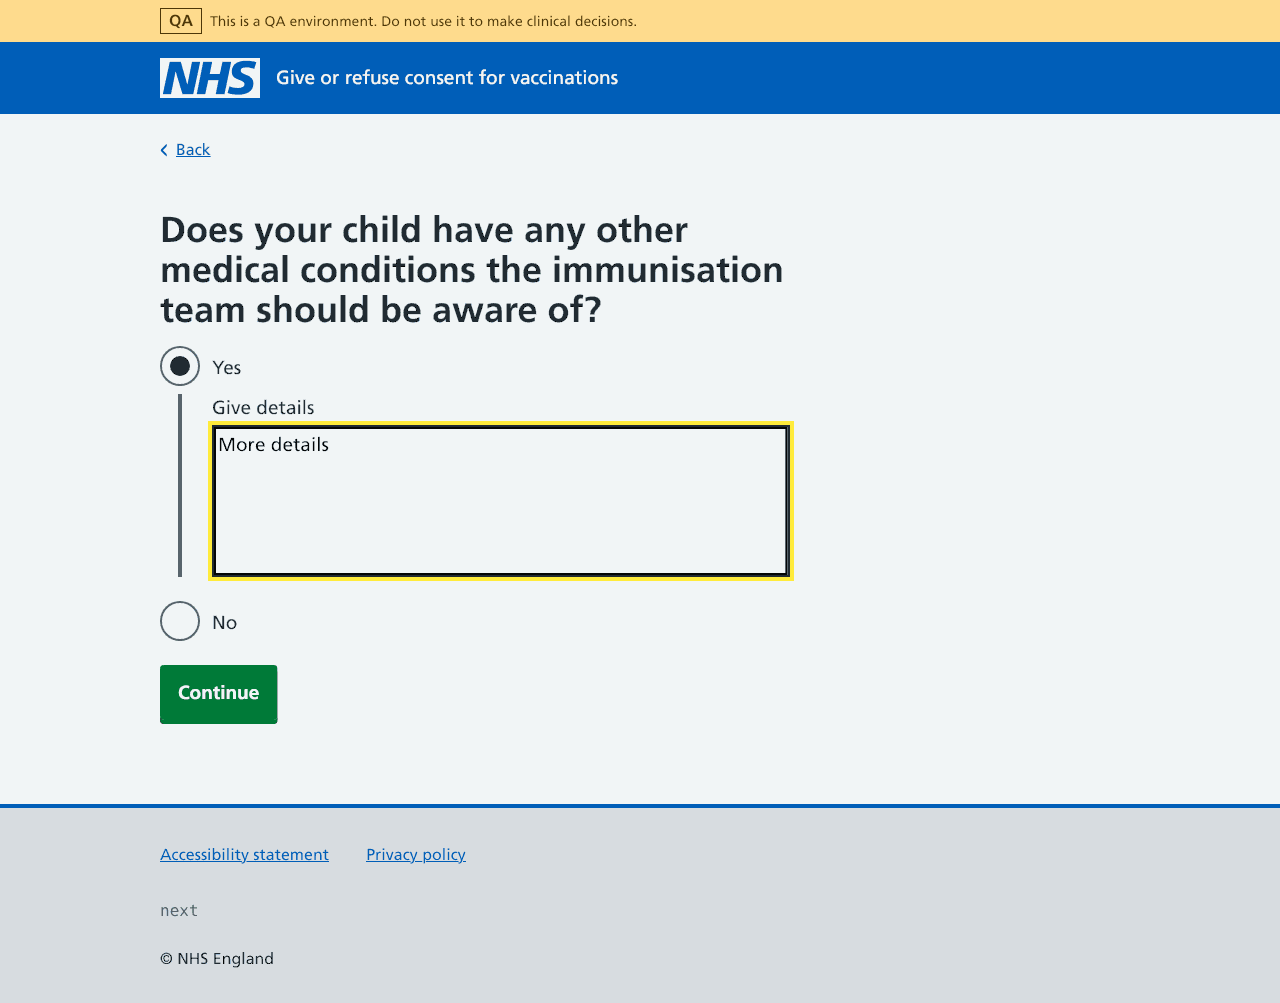 QA This is a QA environment. Do not use it to make clinical decisions.
NHS Give or refuse consent for vaccinations
Back
Does your child have any other
medical conditions the immunisation
team should be aware of?
Yes
Give details
More details
No
Continue
Accessibility statement Privacy policy
next
© NHS England